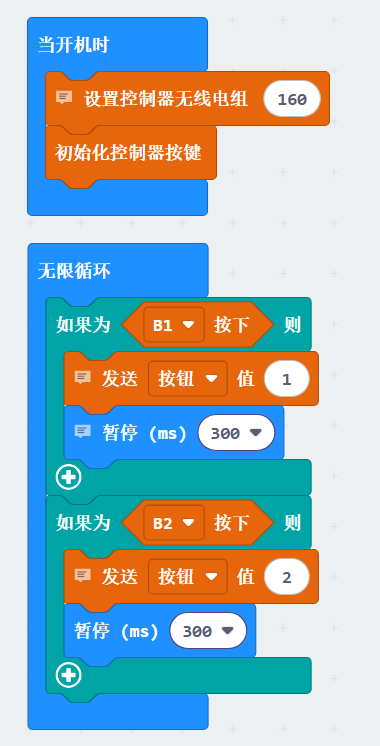 当开机时
设置控制器无线电组 160
初始化控制器按键
无限循环
如果为 B1 按下 则
发送 按钮 值 1
暂停 (ms) 300
如果为 B2 按下 则
发送 按钮 值 2
暂停 (ms) 300